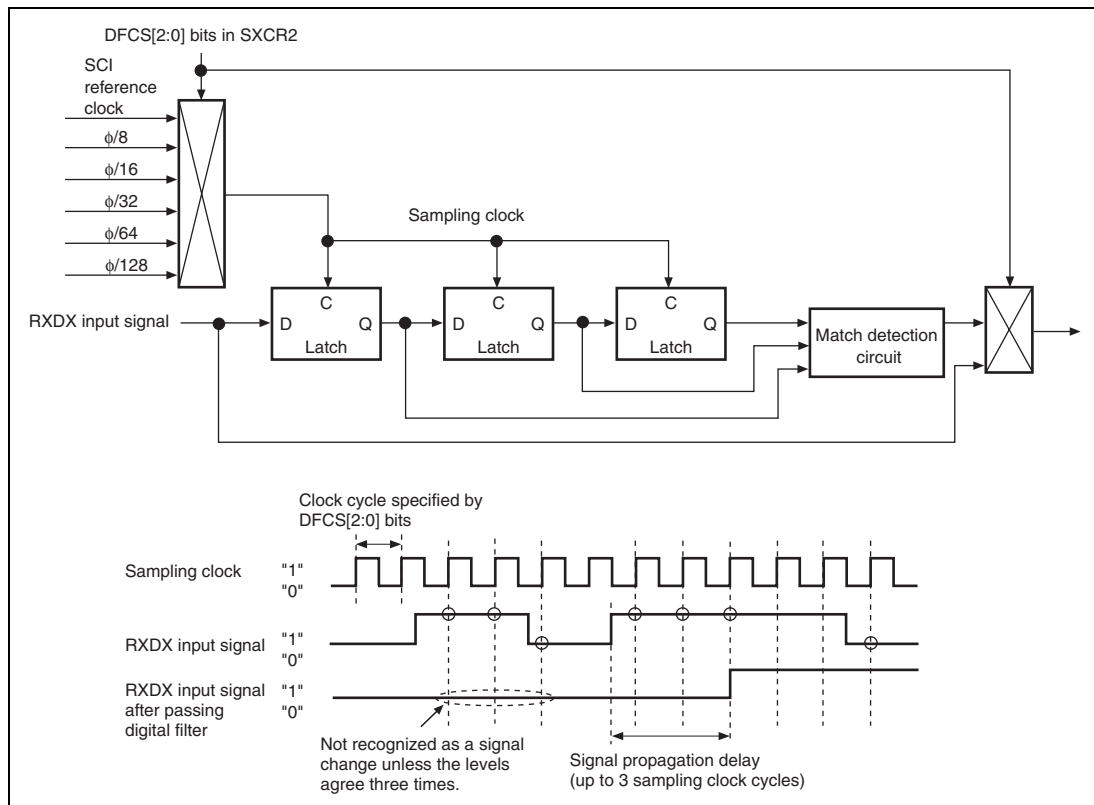 DFCS[2:0] bits in SXCR2
SCI
reference
clock
ϕ/8
ϕ/16
ϕ/32
ϕ/64
ϕ/128
Sampling clock
RXDX input signal
C
D
Q
Latch
C
D
Q
Latch
C
D
Q
Latch
Match detection
circuit
Clock cycle specified by
DFCS[2:0] bits
Sampling clock
"1"
"0"
RXDX input signal
"1"
"0"
RXDX input signal
after passing
digital filter
"1"
"0"
Not recognized as a signal
change unless the levels
agree three times.
Signal propagation delay
(up to 3 sampling clock cycles)